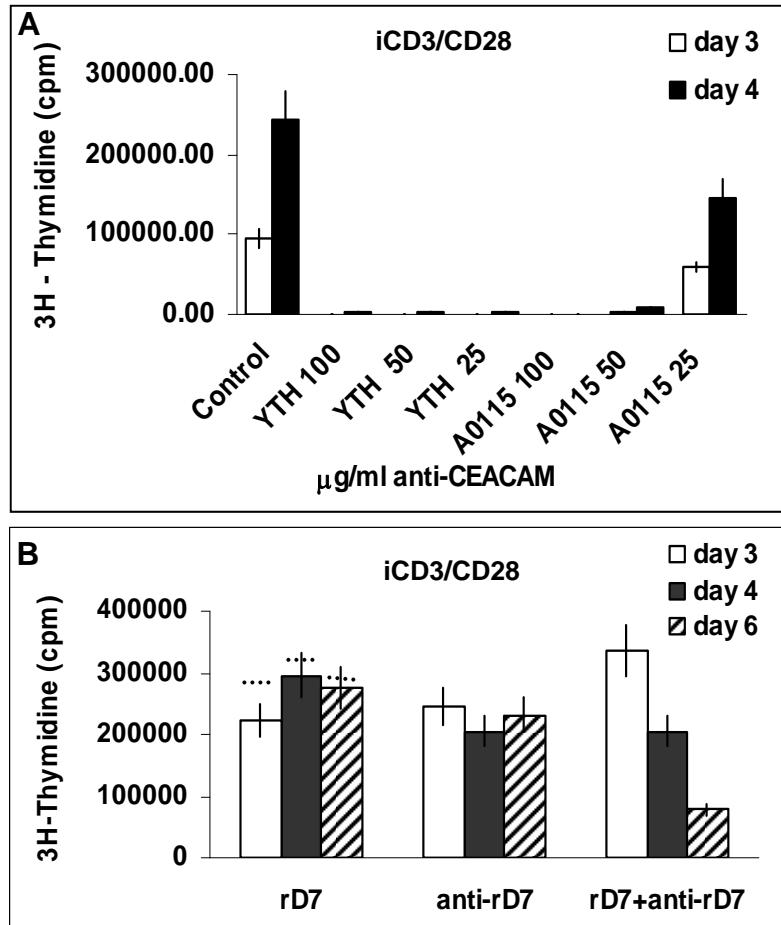 A
iCD3/CD28
day 3
day 4
3H - Thymidine (cpm)
300000.00
200000.00
100000.00
0.00
Control
YTH 100
YTH 50
YTH 25
A0115 100
A0115 50
A0115 25
μg/ml anti-CEACAM
B
iCD3/CD28
day 3
day 4
day 6
3H-Thymidine (cpm)
400000
300000
200000
100000
0
rD7 anti-rD7 rD7+anti-rD7